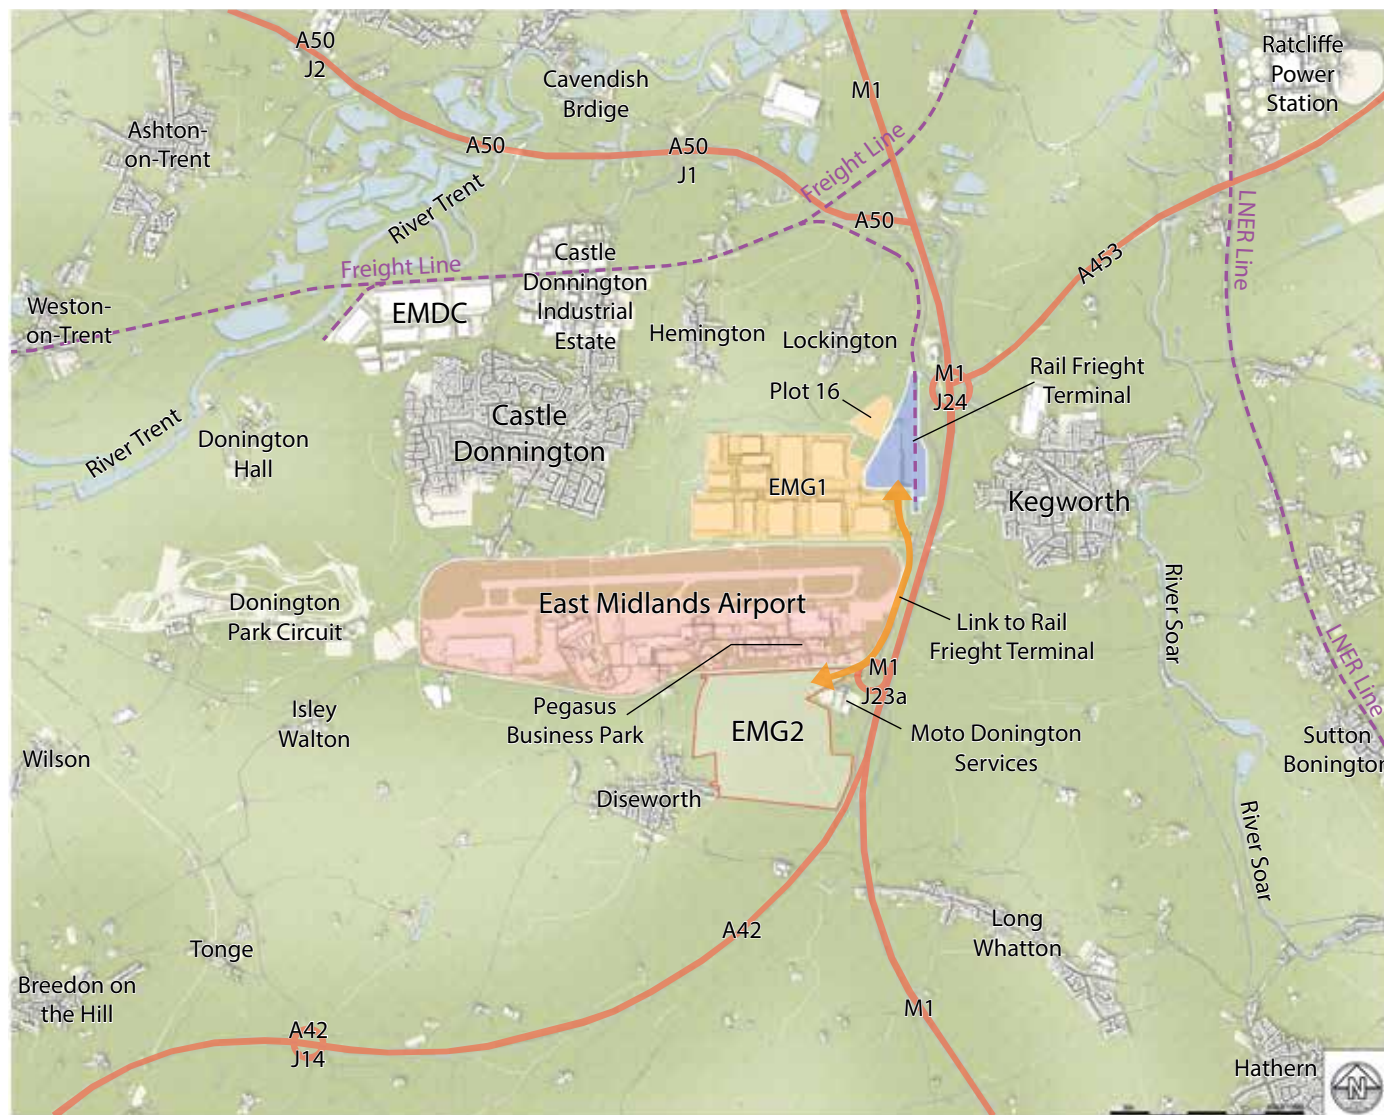 A50
J2
Cavendish
Brdige
M1
Ratcliffe
Power
Station
Ashton-
on-Trent
A50
A50
J1
Freight Line
River Trent
A50
LNER Line
A453
Freight Line
Castle
Donnington
Industrial
Estate
Weston-
on-Trent
EMDC
Hemington
Lockington
M1
J24
Rail Frieght
Terminal
Plot 16
River Trent
Donington
Hall
Castle
Donnington
EMG1
Kegworth
Donington
Park Circuit
East Midlands Airport
River Soar
Link to Rail
Frieght Terminal
M1
J23a
LNER Line
Isley
Walton
Pegasus
Business Park
EMG2
Moto Donington
Services
Sutton
Bonington
Wilson
Diseworth
River Soar
Tonge
A42
Long
Whatton
Breedon on
the Hill
A42
J14
M1
Hathern
N